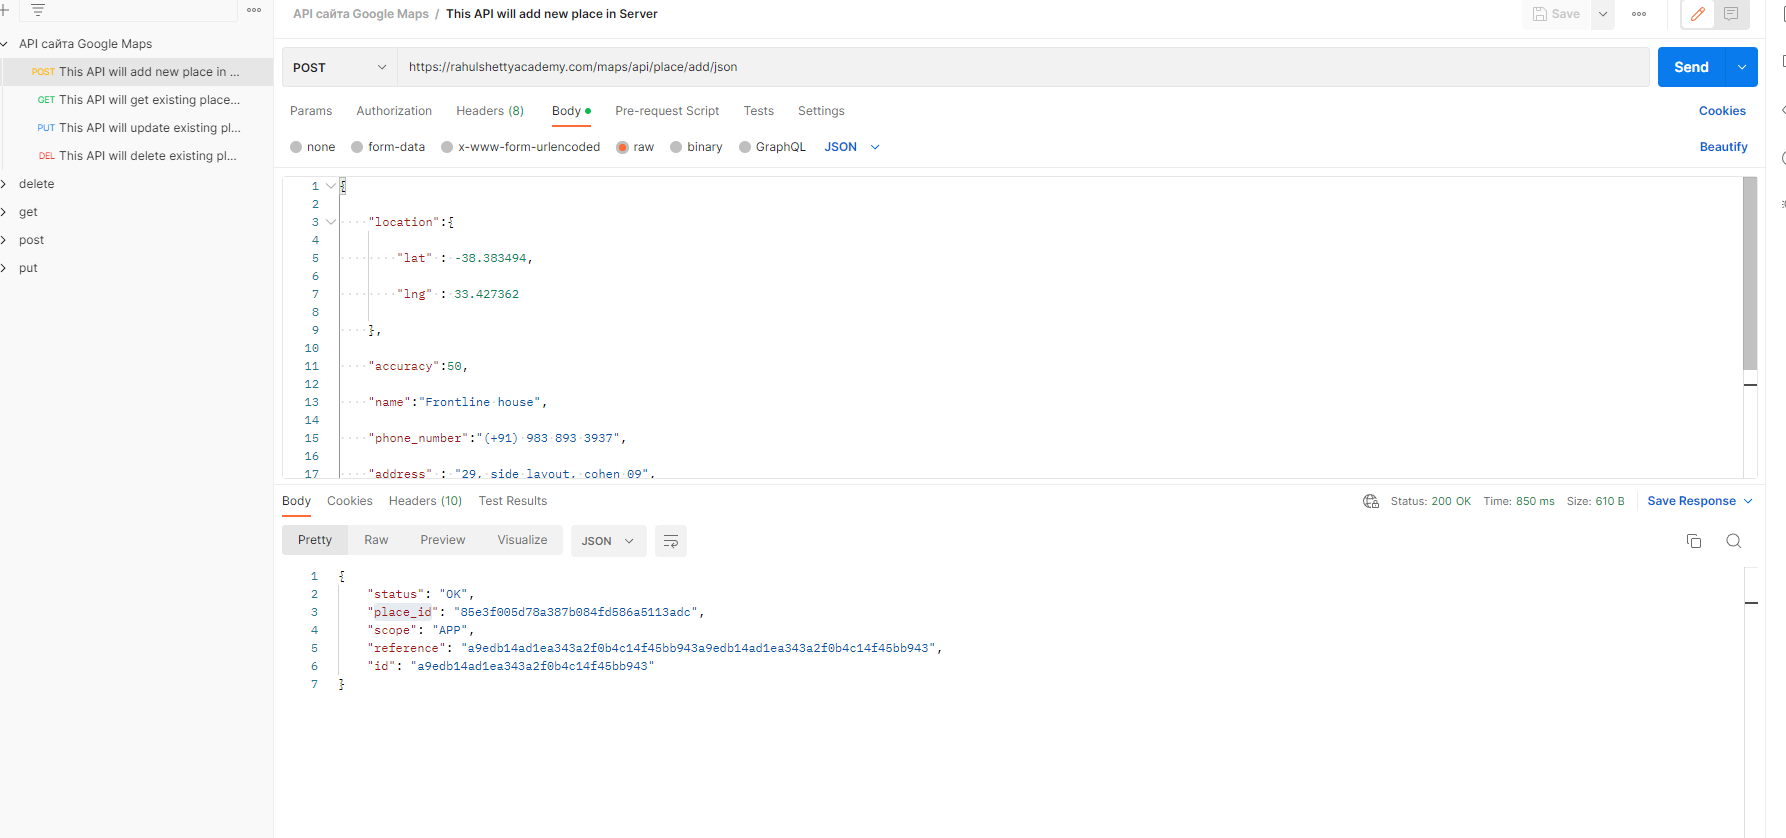 API сайта Google Maps / This API will add new place in Server
Save
API сайта Google Maps
POST This API will add new place in ...
GET This API will get existing place...
PUT This API will update existing pl...
DEL This API will delete existing pl...
delete
get
post
put
POST https://rahulshettyacademy.com/maps/api/place/add/json Send
Params Authorization Headers (8) Body Pre-request Script Tests Settings Cookies
none form-data x-www-form-urlencoded raw binary GraphQL JSON Beautify
1 {
2
3 "location":{
4
5 "lat" : -38.383494,
6
7 "lng" : 33.427362
8
9 },
10
11 "accuracy":50,
12
13 "name":"Frontline house",
14
15 "phone_number":"(+91) 983 893 3937",
16
17 "address" : "29, side layout, cohen 09",
Body Cookies Headers (10) Test Results Status: 200 OK Time: 850 ms Size: 610 B Save Response
Pretty Raw Preview Visualize JSON
1 {
2 "status": "OK",
3 "place_id": "85e3f005d78a387b084fd586a5113adc",
4 "scope": "APP",
5 "reference": "a9edb14ad1ea343a2f0b4c14f45bb943a9edb14ad1ea343a2f0b4c14f45bb943",
6 "id": "a9edb14ad1ea343a2f0b4c14f45bb943"
7 }